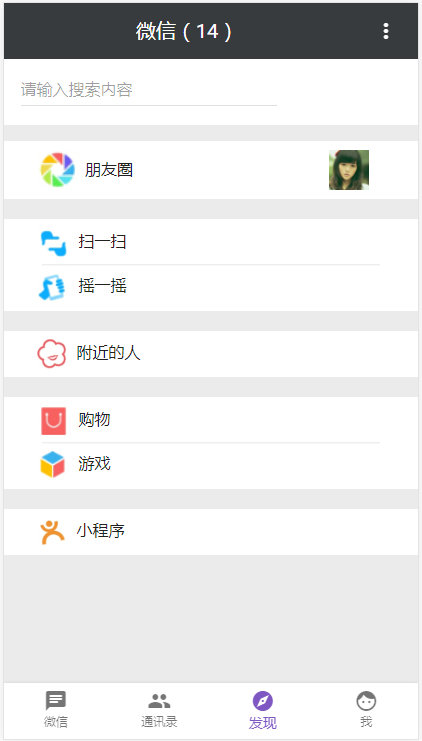 微信（14）
请输入搜索内容
朋友圈
扫一扫
摇一摇
附近的人
购物
游戏
小程序
微信 通讯录 发现 我